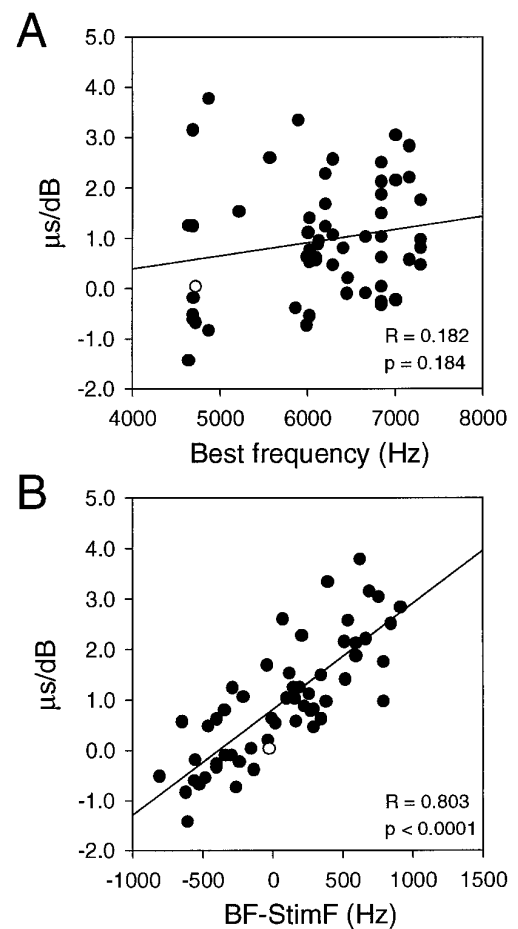 A
5.0
4.0
3.0
2.0
1.0
0.0
-1.0
-2.0
μs/dB
R = 0.182
p = 0.184
4000 5000 6000 7000 8000
Best frequency (Hz)
B
5.0
4.0
3.0
2.0
1.0
0.0
-1.0
-2.0
μs/dB
R = 0.803
p < 0.0001
-1000 -500 0 500 1000 1500
BF-StimF (Hz)